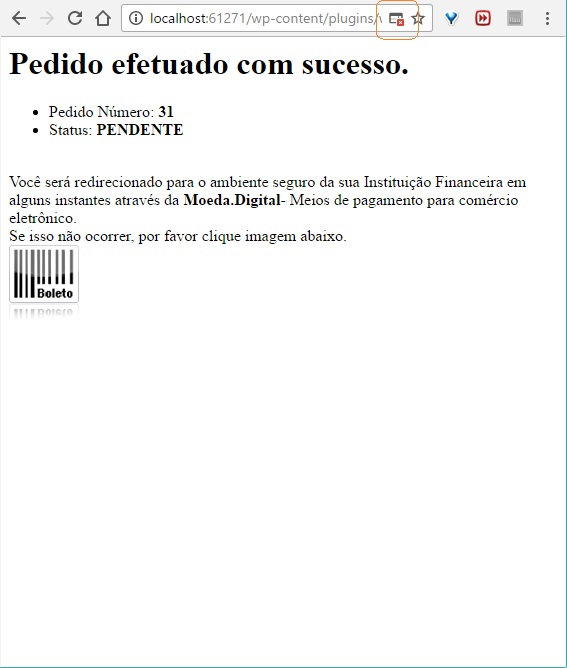 localhost:61271/wp-content/plugins/
Pedido efetuado com sucesso.
Pedido Número: 31
Status: PENDENTE
Você será redirecionado para o ambiente seguro da sua Instituição Financeira em
alguns instantes através da Moeda.Digital- Meios de pagamento para comércio
eletrônico.
Se isso não ocorrer, por favor clique imagem abaixo.
Boleto